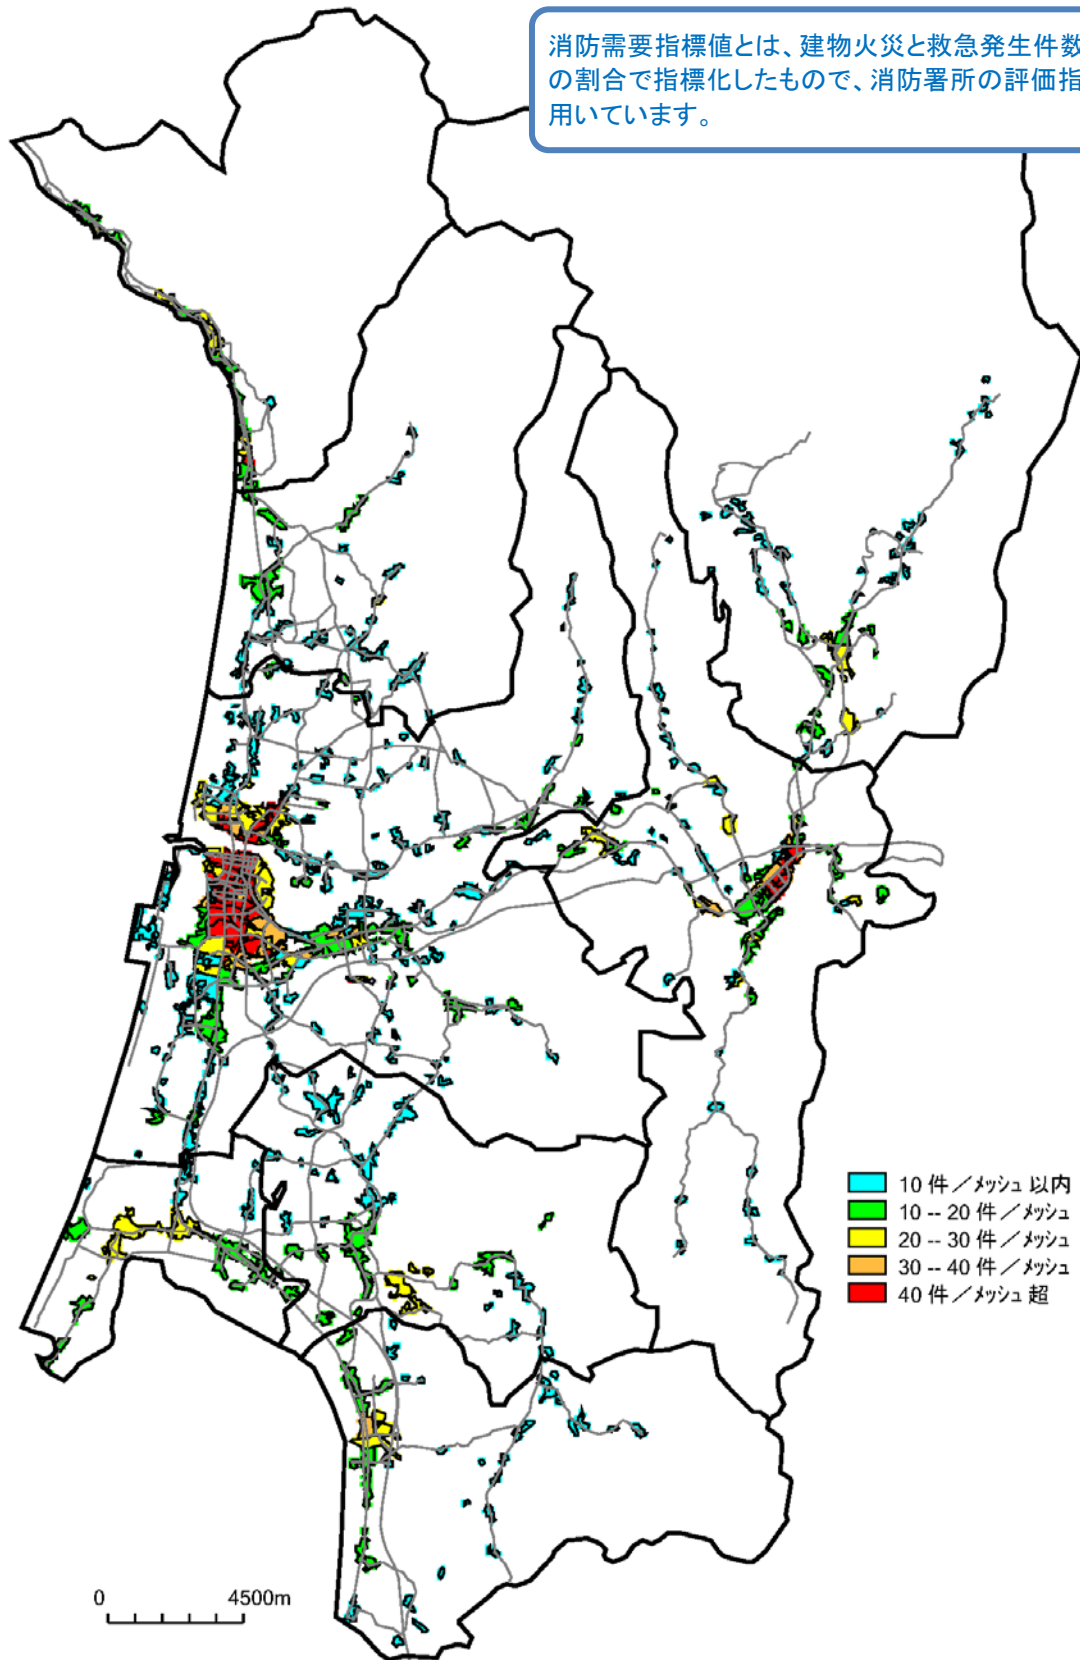 消防需要指標値とは、建物火災と救急発生件数
の割合で指標化したもので、消防署所の評価指
用いています。
10 件／メッシュ 以内
10 -- 20 件／メッシュ
20 -- 30 件／メッシュ
30 -- 40 件／メッシュ
40 件／メッシュ 超
0 4500m